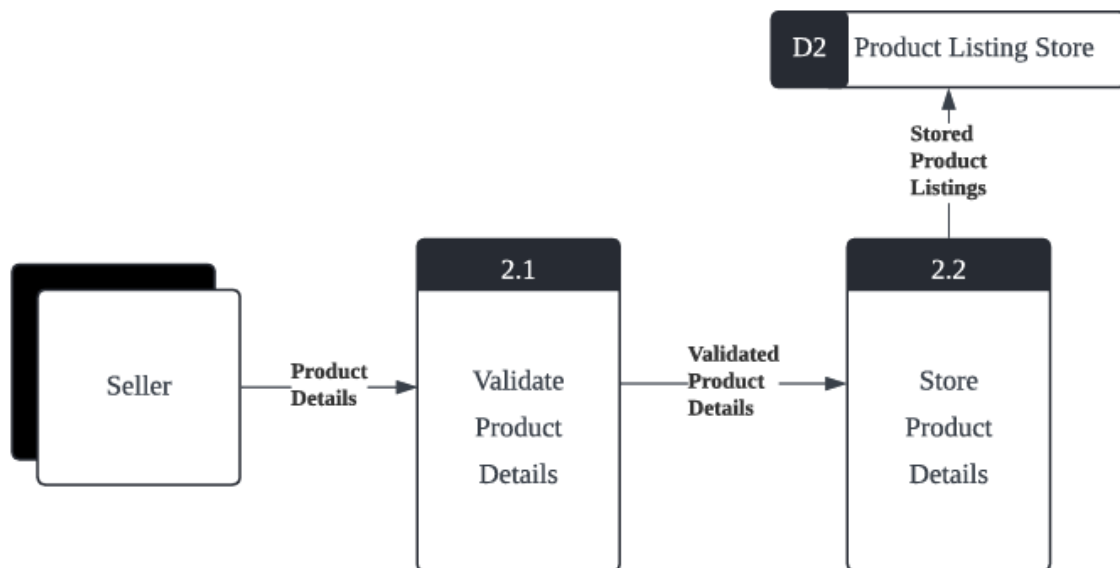 D2 Product Listing Store
Stored
Product
Listings
2.1
2.2
Seller
Product
Details
Validate
Product
Details
Validated
Product
Details
Store
Product
Details